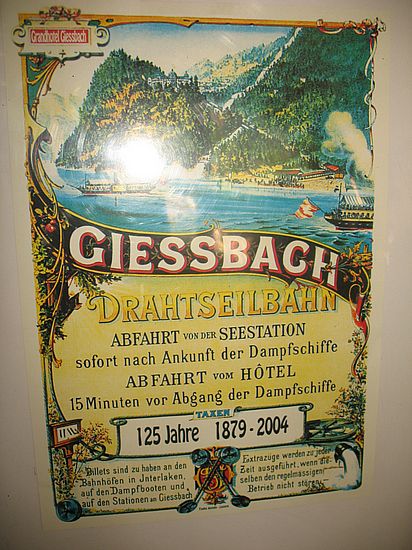 Grandhotel Giessbach
GIESSBACH
DRAHTSEILBAHN
ABFAHRT VON DER SEESTATION
sofort nach Ankunft der Dampfschiffe
ABFAHRT VOM HÔTEL
15 Minuten vor Abgang der Dampfschiffe
TAXEN
125 Jahre 1879-2004
Billets sind zu haben an den
Bahnhöfen in Jnterlaken,
auf den Dampfbooten und
auf den Stationen am Giessbach
Extrazüge werden zu jeder
Zeit ausgeführt, wenn die-
selben den regelmässigen
Betrieb nicht stören.